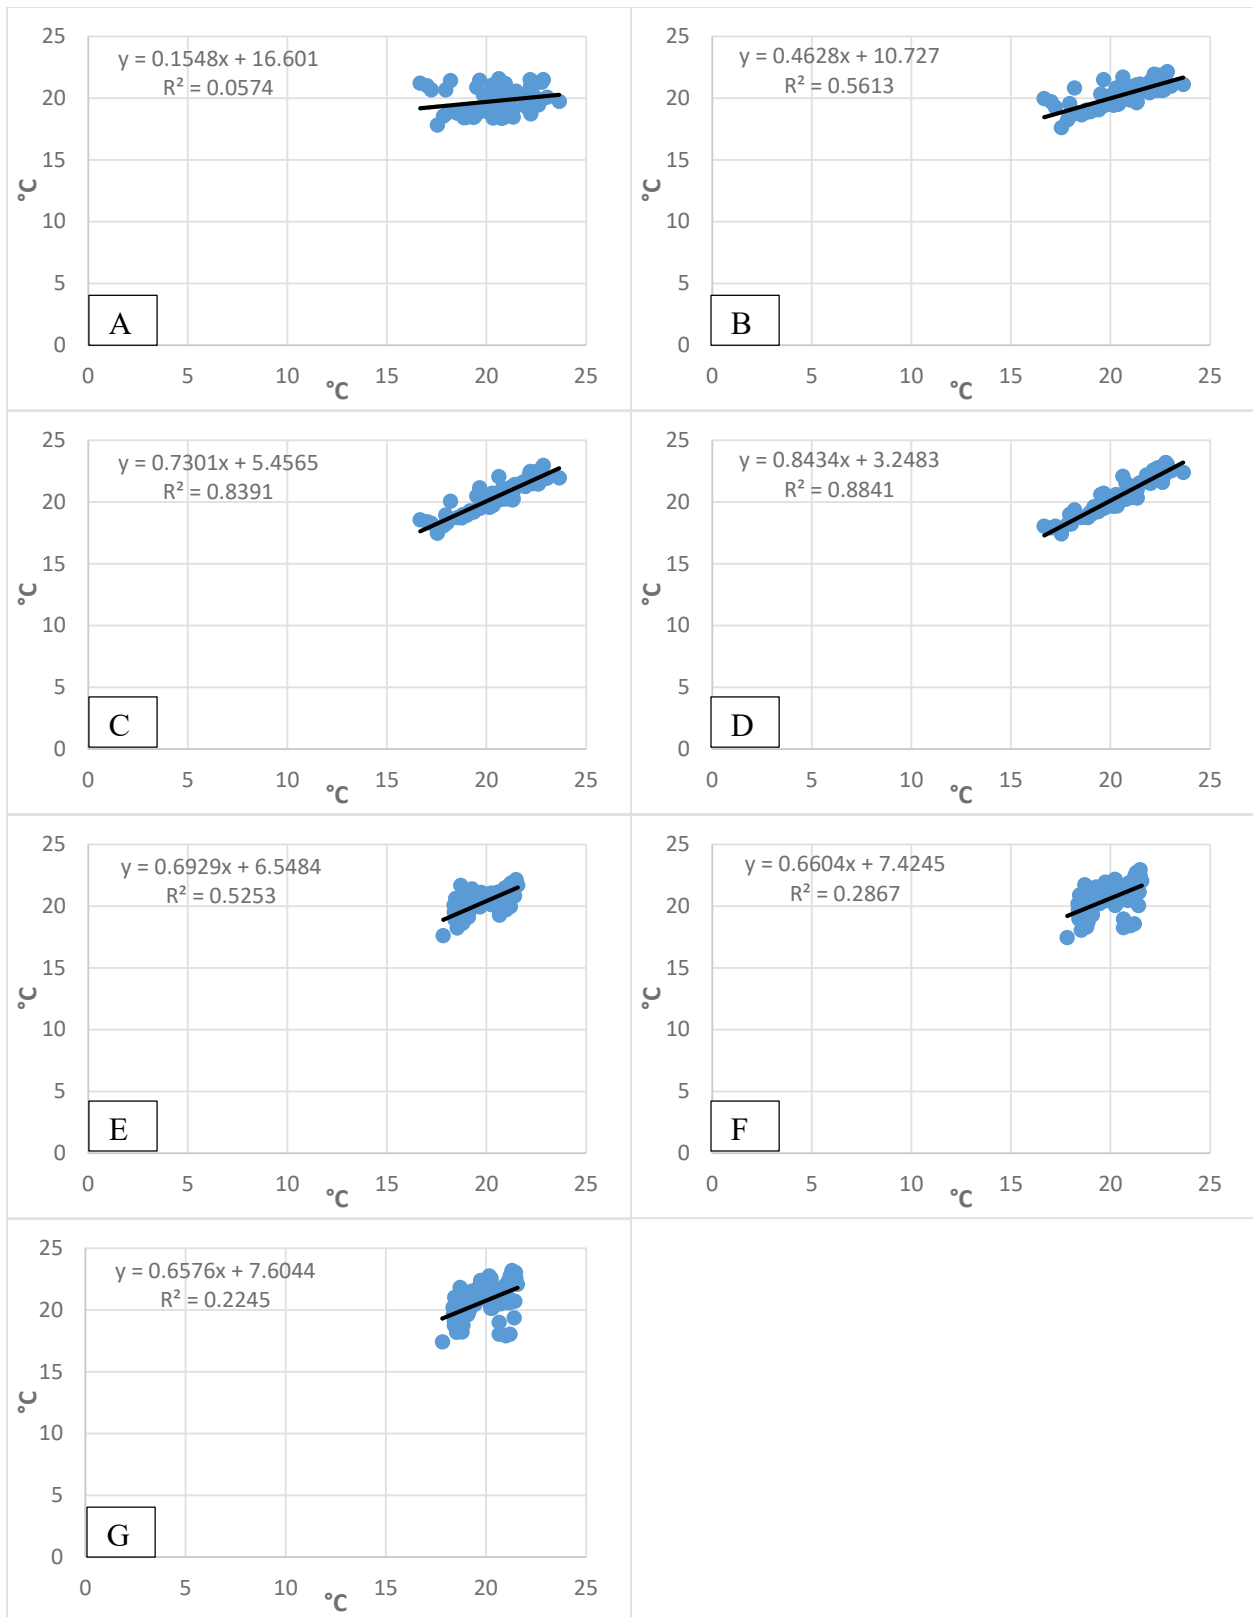 y = 0.1548x + 16.601
R² = 0.0574
25
20
15
10
5
0
°C
A
0 5 10 15 20 25
°C
y = 0.4628x + 10.727
R² = 0.5613
25
20
15
10
5
0
°C
B
0 5 10 15 20 25
°C
y = 0.7301x + 5.4565
R² = 0.8391
25
20
15
10
5
0
°C
C
0 5 10 15 20 25
°C
y = 0.8434x + 3.2483
R² = 0.8841
25
20
15
10
5
0
°C
D
0 5 10 15 20 25
°C
y = 0.6929x + 6.5484
R² = 0.5253
25
20
15
10
5
0
°C
E
0 5 10 15 20 25
°C
y = 0.6604x + 7.4245
R² = 0.2867
25
20
15
10
5
0
°C
F
0 5 10 15 20 25
°C
y = 0.6576x + 7.6044
R² = 0.2245
25
20
15
10
5
0
°C
G
0 5 10 15 20 25
°C